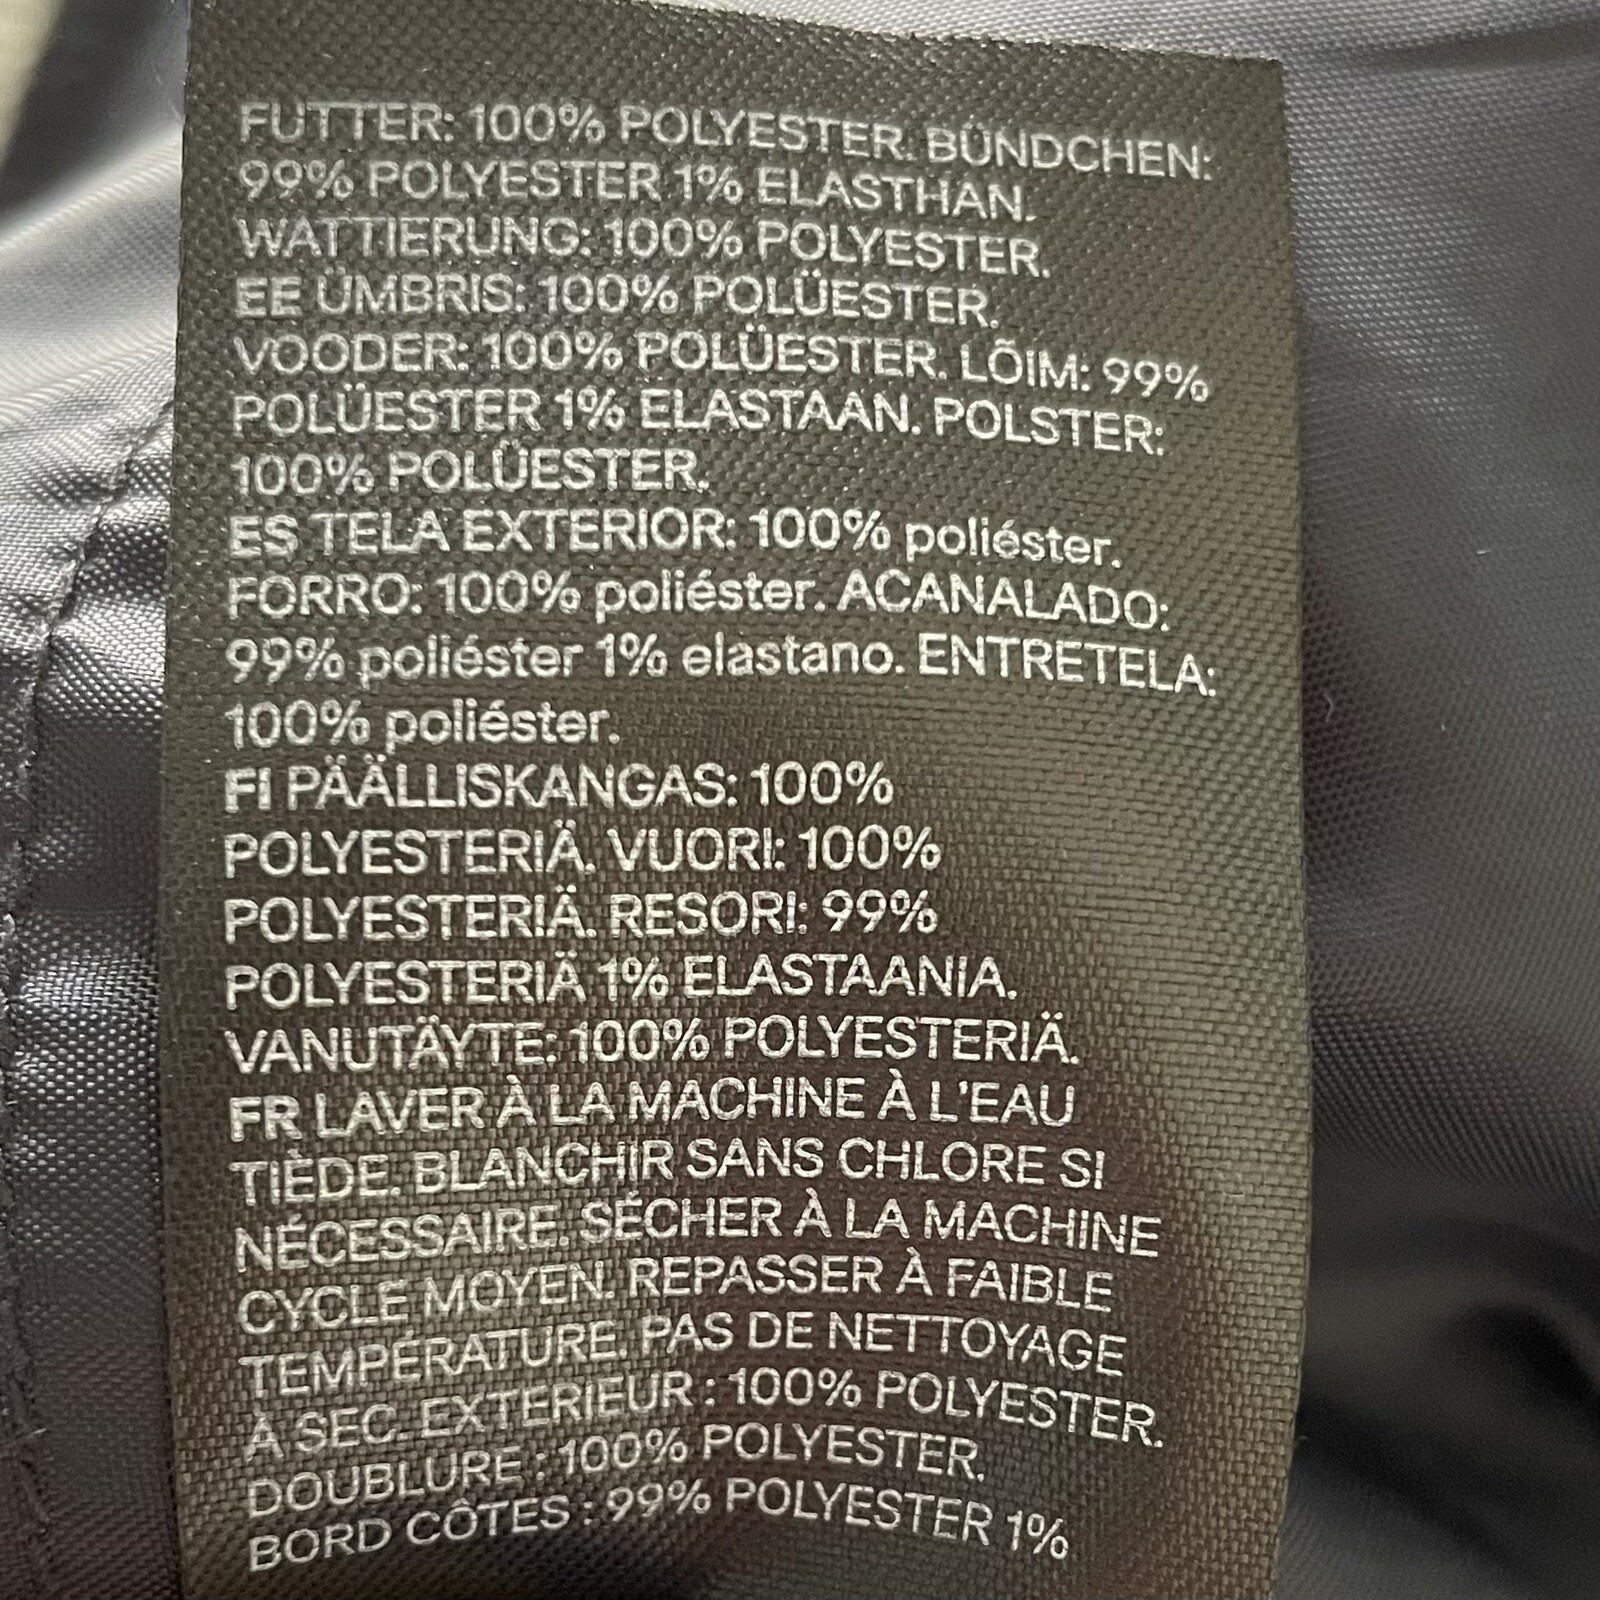 FUTTER: 100% POLYESTER. BÜNDCHEN:
99% POLYESTER 1% ELASTHAN.
WATTIERUNG: 100% POLYESTER.
EE ÜMBRIS: 100% POLÜESTER.
VOODER: 100% POLÜESTER. LÕIM: 99%
POLÜESTER 1% ELASTAAN. POLSTER:
100% POLÜESTER.
ES TELA EXTERIOR: 100% poliéster.
FORRO: 100% poliéster. ACANALADO:
99% poliéster 1% elastano. ENTRETELA:
100% poliéster.
FI PÄÄLLISKANGAS: 100%
POLYESTERIÄ. VUORI: 100%
POLYESTERIÄ. RESORI: 99%
POLYESTERIÄ 1% ELASTAANIA.
VANUTÄYTE: 100% POLYESTERIÄ.
FR LAVER À LA MACHINE À L'EAU
TIÈDE. BLANCHIR SANS CHLORE SI
NÉCESSAIRE. SÉCHER À LA MACHINE
CYCLE MOYEN. REPASSER À FAIBLE
TEMPÉRATURE. PAS DE NETTOYAGE
À SEC. EXTERIEUR : 100% POLYESTER.
DOUBLURE : 100% POLYESTER.
BORD CÔTES : 99% POLYESTER 1%